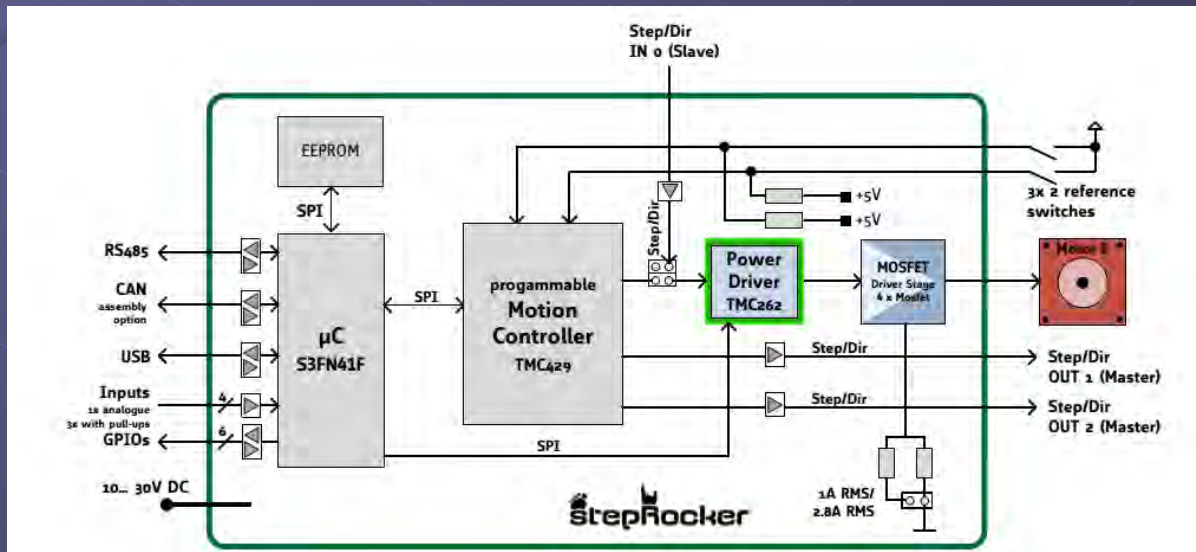 Step/Dir
IN 0 (Slave)
EEPROM
SPI
+5V
+5V
3x 2 reference
switches
Step/Dir
RS485
CAN
assembly
option
USB
Inputs
1x analogue
3x with pull-ups
GPIOs
4
6
10... 30V DC
µC
S3FN41F
SPI
progammable
Motion
Controller
TMC429
Power
Driver
TMC262
MOSFET
Driver Stage
4 x Mosfet
Step/Dir
Step/Dir
OUT 1 (Master)
Step/Dir
Step/Dir
OUT 2 (Master)
SPI
1A RMS/
2.8A RMS
stepRocker